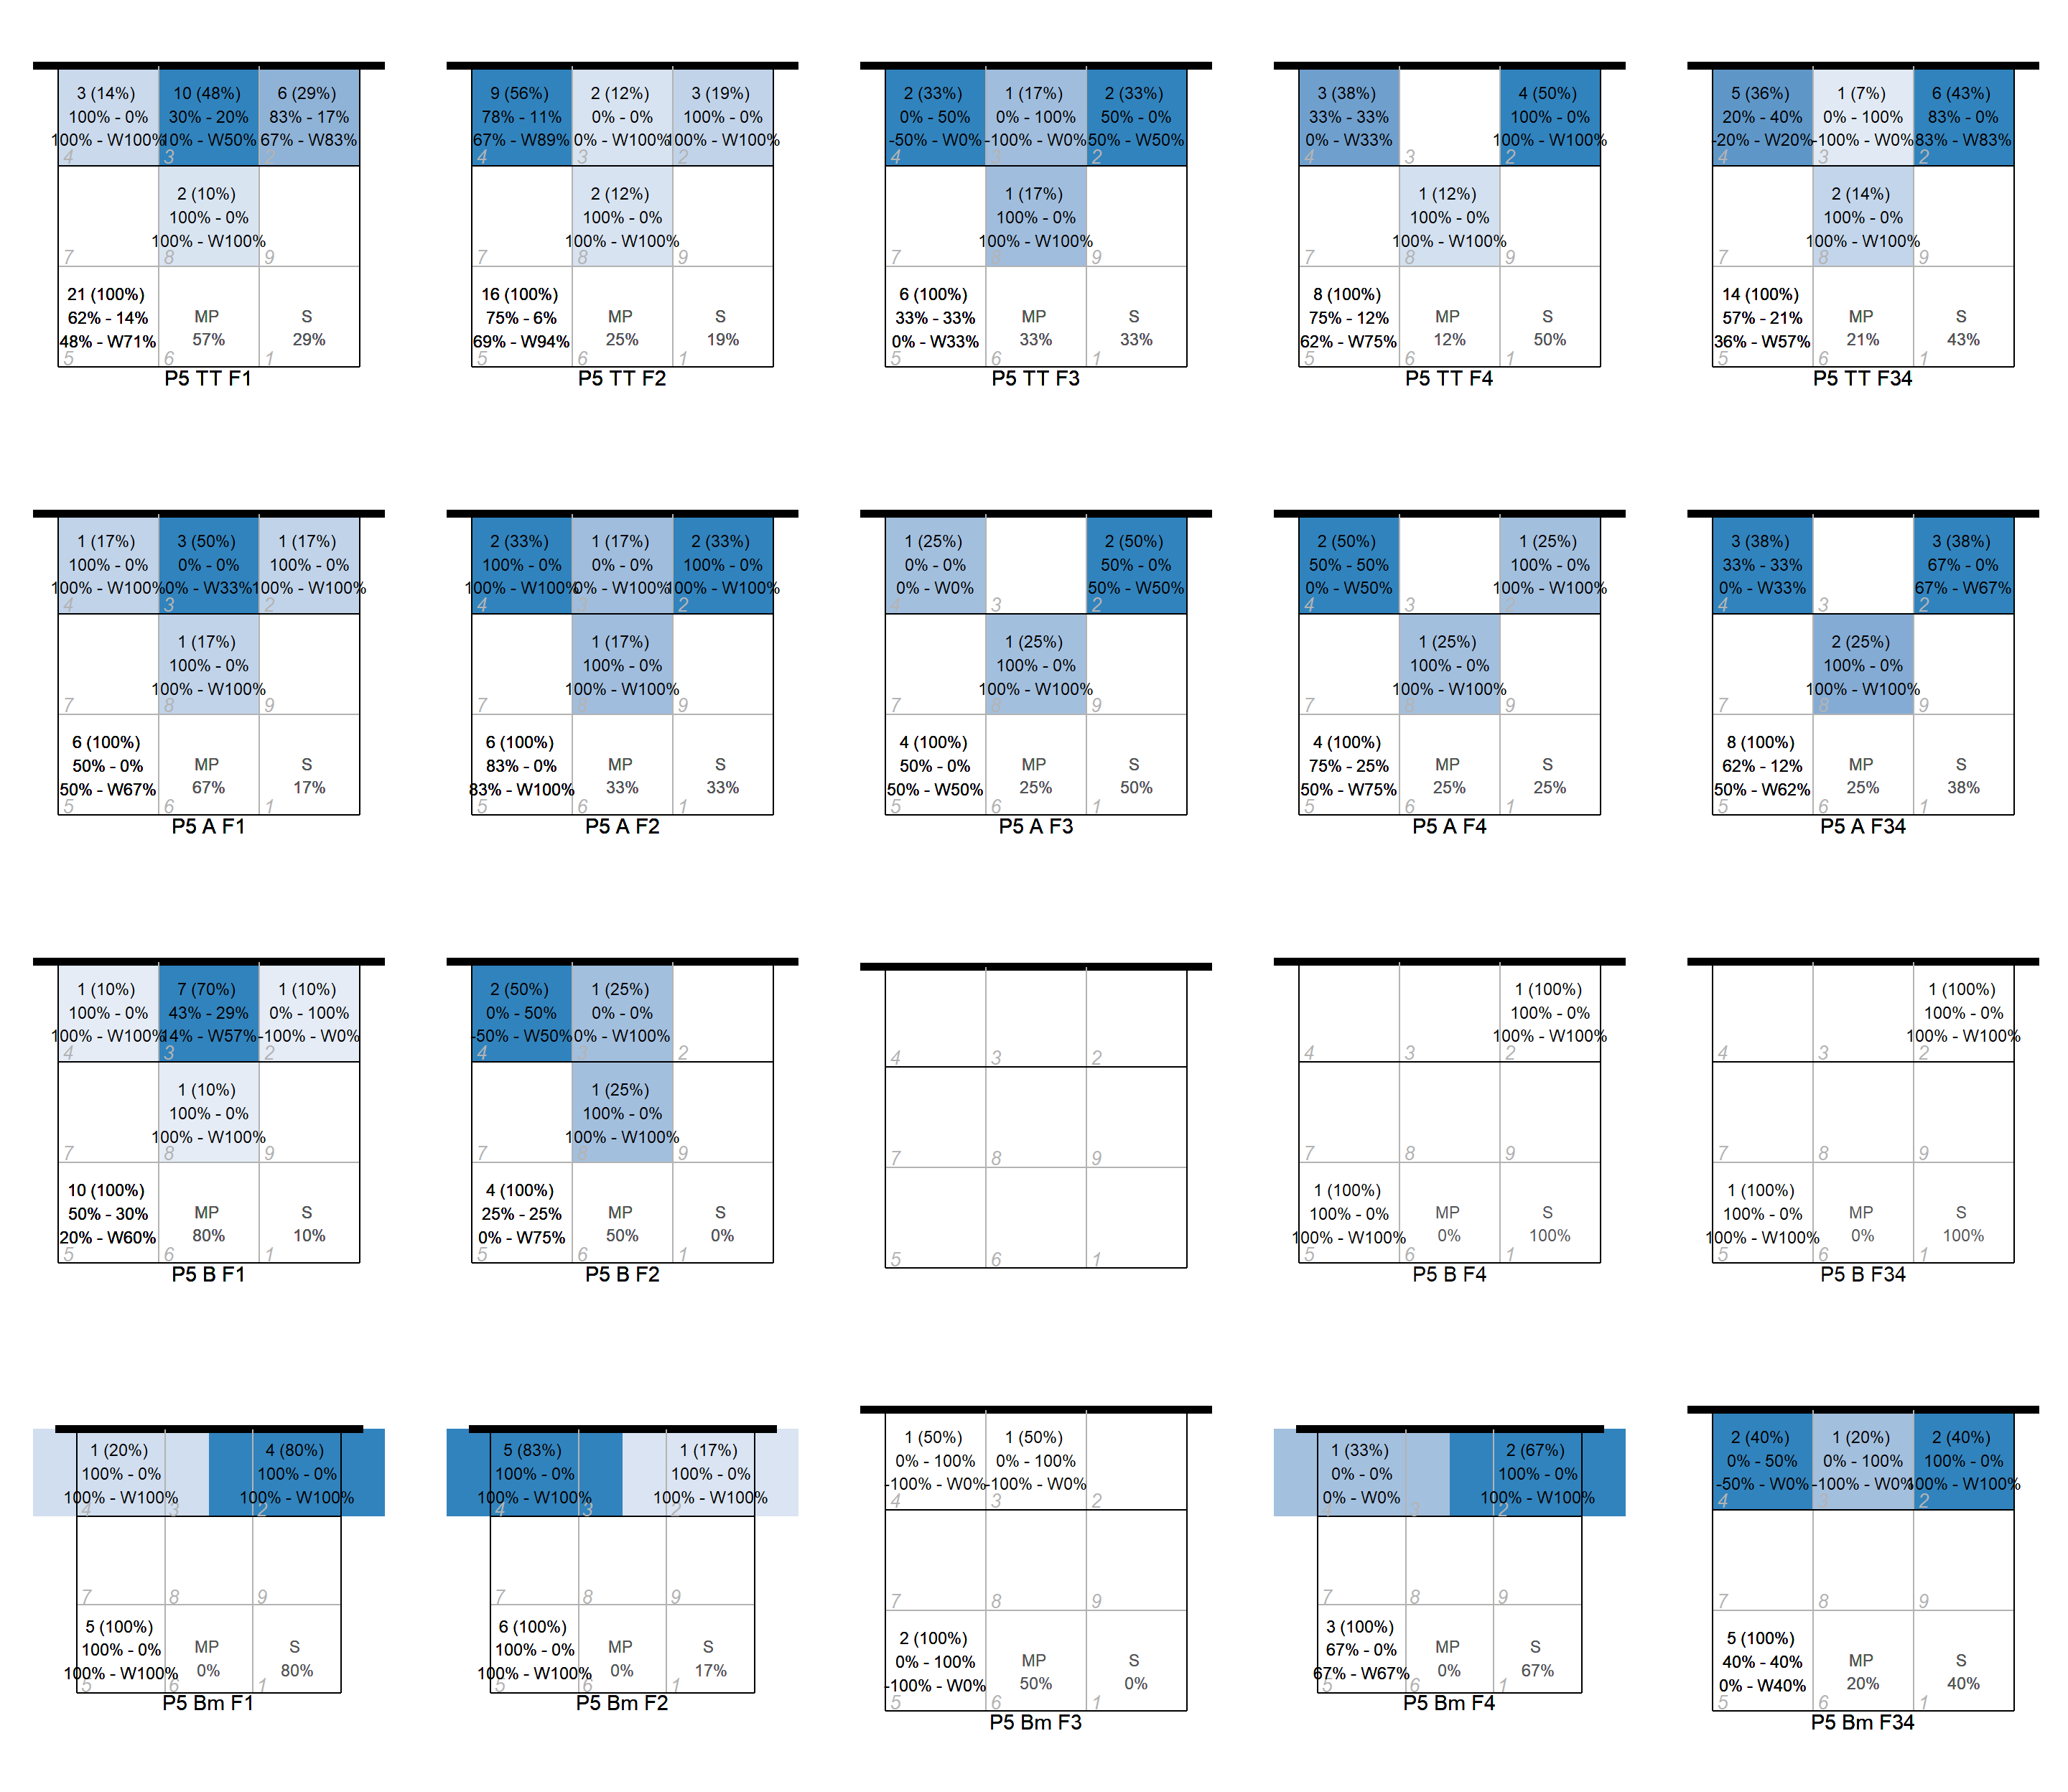 3 (14%) 10 (48%) 6 (29%)
100% - 0% 30% - 20% 83% - 17%
100% - W100% 10% - W50% 67% - W83%
4 3 2
2 (10%)
100% - 0%
100% - W100%
7 8 9
21 (100%)
62% - 14% MP S
48% - W71% 57% 29%
5 6 1
P5 TT F1
9 (56%) 2 (12%) 3 (19%)
78% - 11% 0% - 0% 100% - 0%
67% - W89% 0% - W100% 100% - W100%
4 3 2
2 (12%)
100% - 0%
100% - W100%
7 8 9
16 (100%)
75% - 6% MP S
69% - W94% 25% 19%
5 6 1
P5 TT F2
2 (33%) 1 (17%) 2 (33%)
0% - 50% 0% - 100% 50% - 0%
-50% - W0% -100% - W0% 50% - W50%
4 3 2
1 (17%)
100% - 0%
100% - W100%
7 8 9
6 (100%)
33% - 33% MP S
0% - W33% 33% 33%
5 6 1
P5 TT F3
3 (38%) 4 (50%)
33% - 33% 100% - 0%
0% - W33% 100% - W100%
4 3 2
1 (12%)
100% - 0%
100% - W100%
7 8 9
8 (100%)
75% - 12% MP S
62% - W75% 12% 50%
5 6 1
P5 TT F4
5 (36%) 1 (7%) 6 (43%)
20% - 40% 0% - 100% 83% - 0%
-20% - W20% -100% - W0% 83% - W83%
4 3 2
2 (14%)
100% - 0%
100% - W100%
7 8 9
14 (100%)
57% - 21% MP S
36% - W57% 21% 43%
5 6 1
P5 TT F34
1 (17%) 3 (50%) 1 (17%)
100% - 0% 0% - 0% 100% - 0%
100% - W100% 0% - W33% 100% - W100%
4 3 2
1 (17%)
100% - 0%
100% - W100%
7 8 9
6 (100%)
50% - 0% MP S
50% - W67% 67% 17%
5 6 1
P5 A F1
2 (33%) 1 (17%) 2 (33%)
100% - 0% 0% - 0% 100% - 0%
100% - W100% 0% - W100% 100% - W100%
4 3 2
1 (17%)
100% - 0%
100% - W100%
7 8 9
6 (100%)
83% - 0% MP S
83% - W100% 33% 33%
5 6 1
P5 A F2
1 (25%) 2 (50%)
0% - 0% 50% - 0%
0% - W0% 50% - W50%
4 3 2
1 (25%)
100% - 0%
100% - W100%
7 8 9
4 (100%)
50% - 0% MP S
50% - W50% 25% 50%
5 6 1
P5 A F3
2 (50%) 1 (25%)
50% - 50% 100% - 0%
0% - W50% 100% - W100%
4 3 2
1 (25%)
100% - 0%
100% - W100%
7 8 9
4 (100%)
75% - 25% MP S
50% - W75% 25% 25%
5 6 1
P5 A F4
3 (38%) 3 (38%)
33% - 33% 67% - 0%
0% - W33% 67% - W67%
4 3 2
2 (25%)
100% - 0%
100% - W100%
7 8 9
8 (100%)
62% - 12% MP S
50% - W62% 25% 38%
5 6 1
P5 A F34
1 (10%) 7 (70%) 1 (10%)
100% - 0% 43% - 29% 0% - 100%
100% - W100% 14% - W57% -100% - W0%
4 3 2
1 (10%)
100% - 0%
100% - W100%
7 8 9
10 (100%)
50% - 30% MP S
20% - W60% 80% 10%
5 6 1
P5 B F1
2 (50%) 1 (25%)
0% - 50% 0% - 0%
-50% - W50% 0% - W100%
4 3 2
1 (25%)
100% - 0%
100% - W100%
7 8 9
4 (100%)
25% - 25% MP S
0% - W75% 50% 0%
5 6 1
P5 B F2
4 3 2
7 8 9
5 6 1
1 (100%)
100% - 0%
100% - W100%
4 3 2
7 8 9
1 (100%)
100% - 0% MP S
100% - W100% 0% 100%
5 6 1
P5 B F4
1 (100%)
100% - 0%
100% - W100%
4 3 2
7 8 9
1 (100%)
100% - 0% MP S
100% - W100% 0% 100%
5 6 1
P5 B F34
1 (20%) 4 (80%)
100% - 0% 100% - 0%
100% - W100% 100% - W100%
4 3 2
7 8 9
5 (100%)
100% - 0% MP S
100% - W100% 0% 80%
5 6 1
P5 Bm F1
5 (83%) 1 (17%)
100% - 0% 100% - 0%
100% - W100% 100% - W100%
4 3 2
7 8 9
6 (100%)
100% - 0% MP S
100% - W100% 0% 17%
5 6 1
P5 Bm F2
1 (50%) 1 (50%)
0% - 100% 0% - 100%
-100% - W0% -100% - W0%
4 3 2
7 8 9
2 (100%)
0% - 100% MP S
-100% - W0% 50% 0%
5 6 1
P5 Bm F3
1 (33%) 2 (67%)
0% - 0% 100% - 0%
0% - W0% 100% - W100%
4 3 2
7 8 9
3 (100%)
67% - 0% MP S
67% - W67% 0% 67%
5 6 1
P5 Bm F4
2 (40%) 1 (20%) 2 (40%)
0% - 50% 0% - 100% 100% - 0%
-50% - W0% -100% - W0% 100% - W100%
4 3 2
7 8 9
5 (100%)
40% - 40% MP S
0% - W40% 20% 40%
5 6 1
P5 Bm F34